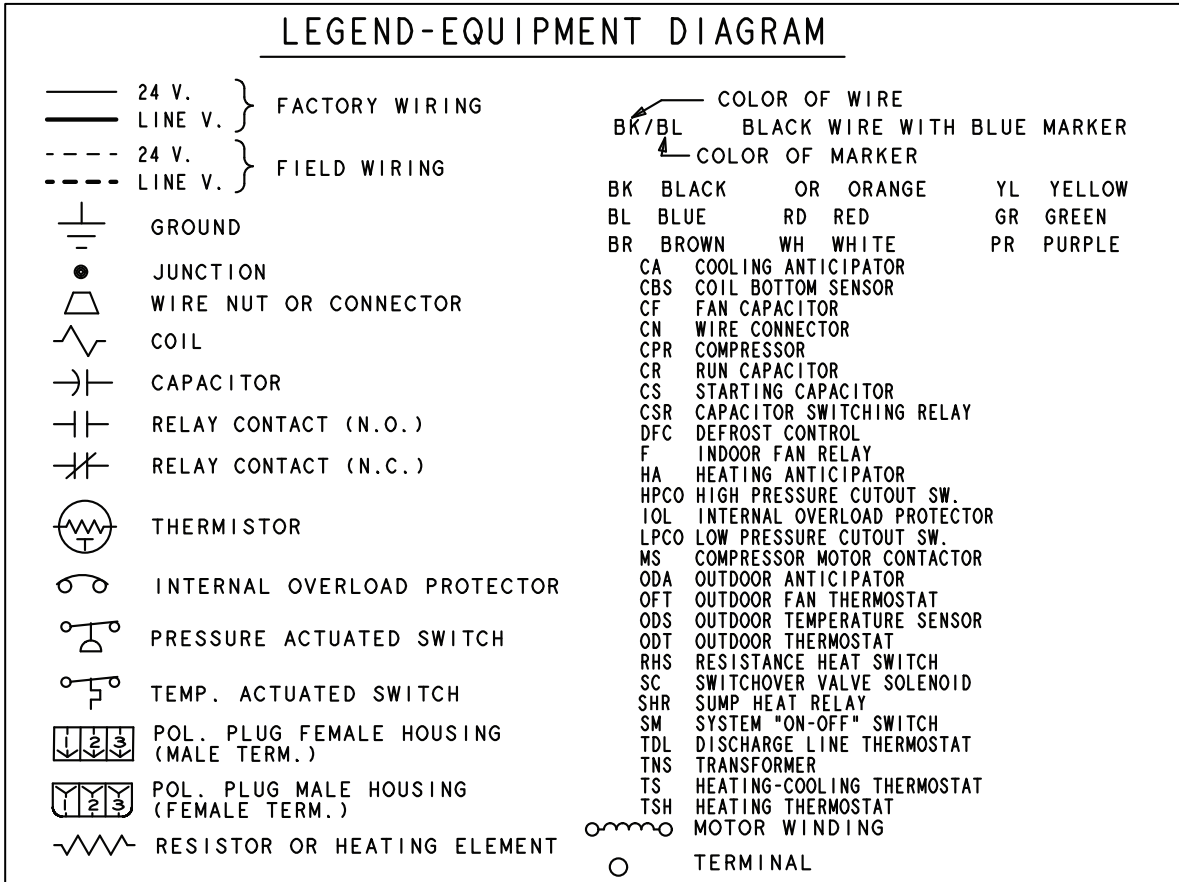 LEGEND-EQUIPMENT DIAGRAM
24 V.
LINE V.
FACTORY WIRING
24 V.
LINE V.
FIELD WIRING
GROUND
JUNCTION
WIRE NUT OR CONNECTOR
COIL
CAPACITOR
RELAY CONTACT (N.O.)
RELAY CONTACT (N.C.)
THERMISTOR
T
INTERNAL OVERLOAD PROTECTOR
PRESSURE ACTUATED SWITCH
TEMP. ACTUATED SWITCH
1 2 3
POL. PLUG FEMALE HOUSING
(MALE TERM.)
1 2 3
POL. PLUG MALE HOUSING
(FEMALE TERM.)
RESISTOR OR HEATING ELEMENT
COLOR OF WIRE
BK/BL BLACK WIRE WITH BLUE MARKER
COLOR OF MARKER
BK BLACK OR ORANGE YL YELLOW
BL BLUE RD RED GR GREEN
BR BROWN WH WHITE PR PURPLE
CA COOLING ANTICIPATOR
CBS COIL BOTTOM SENSOR
CF FAN CAPACITOR
CN WIRE CONNECTOR
CPR COMPRESSOR
CR RUN CAPACITOR
CS STARTING CAPACITOR
CSR CAPACITOR SWITCHING RELAY
DFC DEFROST CONTROL
F INDOOR FAN RELAY
HA HEATING ANTICIPATOR
HPCO HIGH PRESSURE CUTOUT SW.
IOL INTERNAL OVERLOAD PROTECTOR
LPCO LOW PRESSURE CUTOUT SW.
MS COMPRESSOR MOTOR CONTACTOR
ODA OUTDOOR ANTICIPATOR
OFT OUTDOOR FAN THERMOSTAT
ODS OUTDOOR TEMPERATURE SENSOR
ODT OUTDOOR THERMOSTAT
RHS RESISTANCE HEAT SWITCH
SC SWITCHOVER VALVE SOLENOID
SHR SUMP HEAT RELAY
SM SYSTEM "ON-OFF" SWITCH
TDL DISCHARGE LINE THERMOSTAT
TNS TRANSFORMER
TS HEATING-COOLING THERMOSTAT
TSH HEATING THERMOSTAT
MOTOR WINDING
TERMINAL